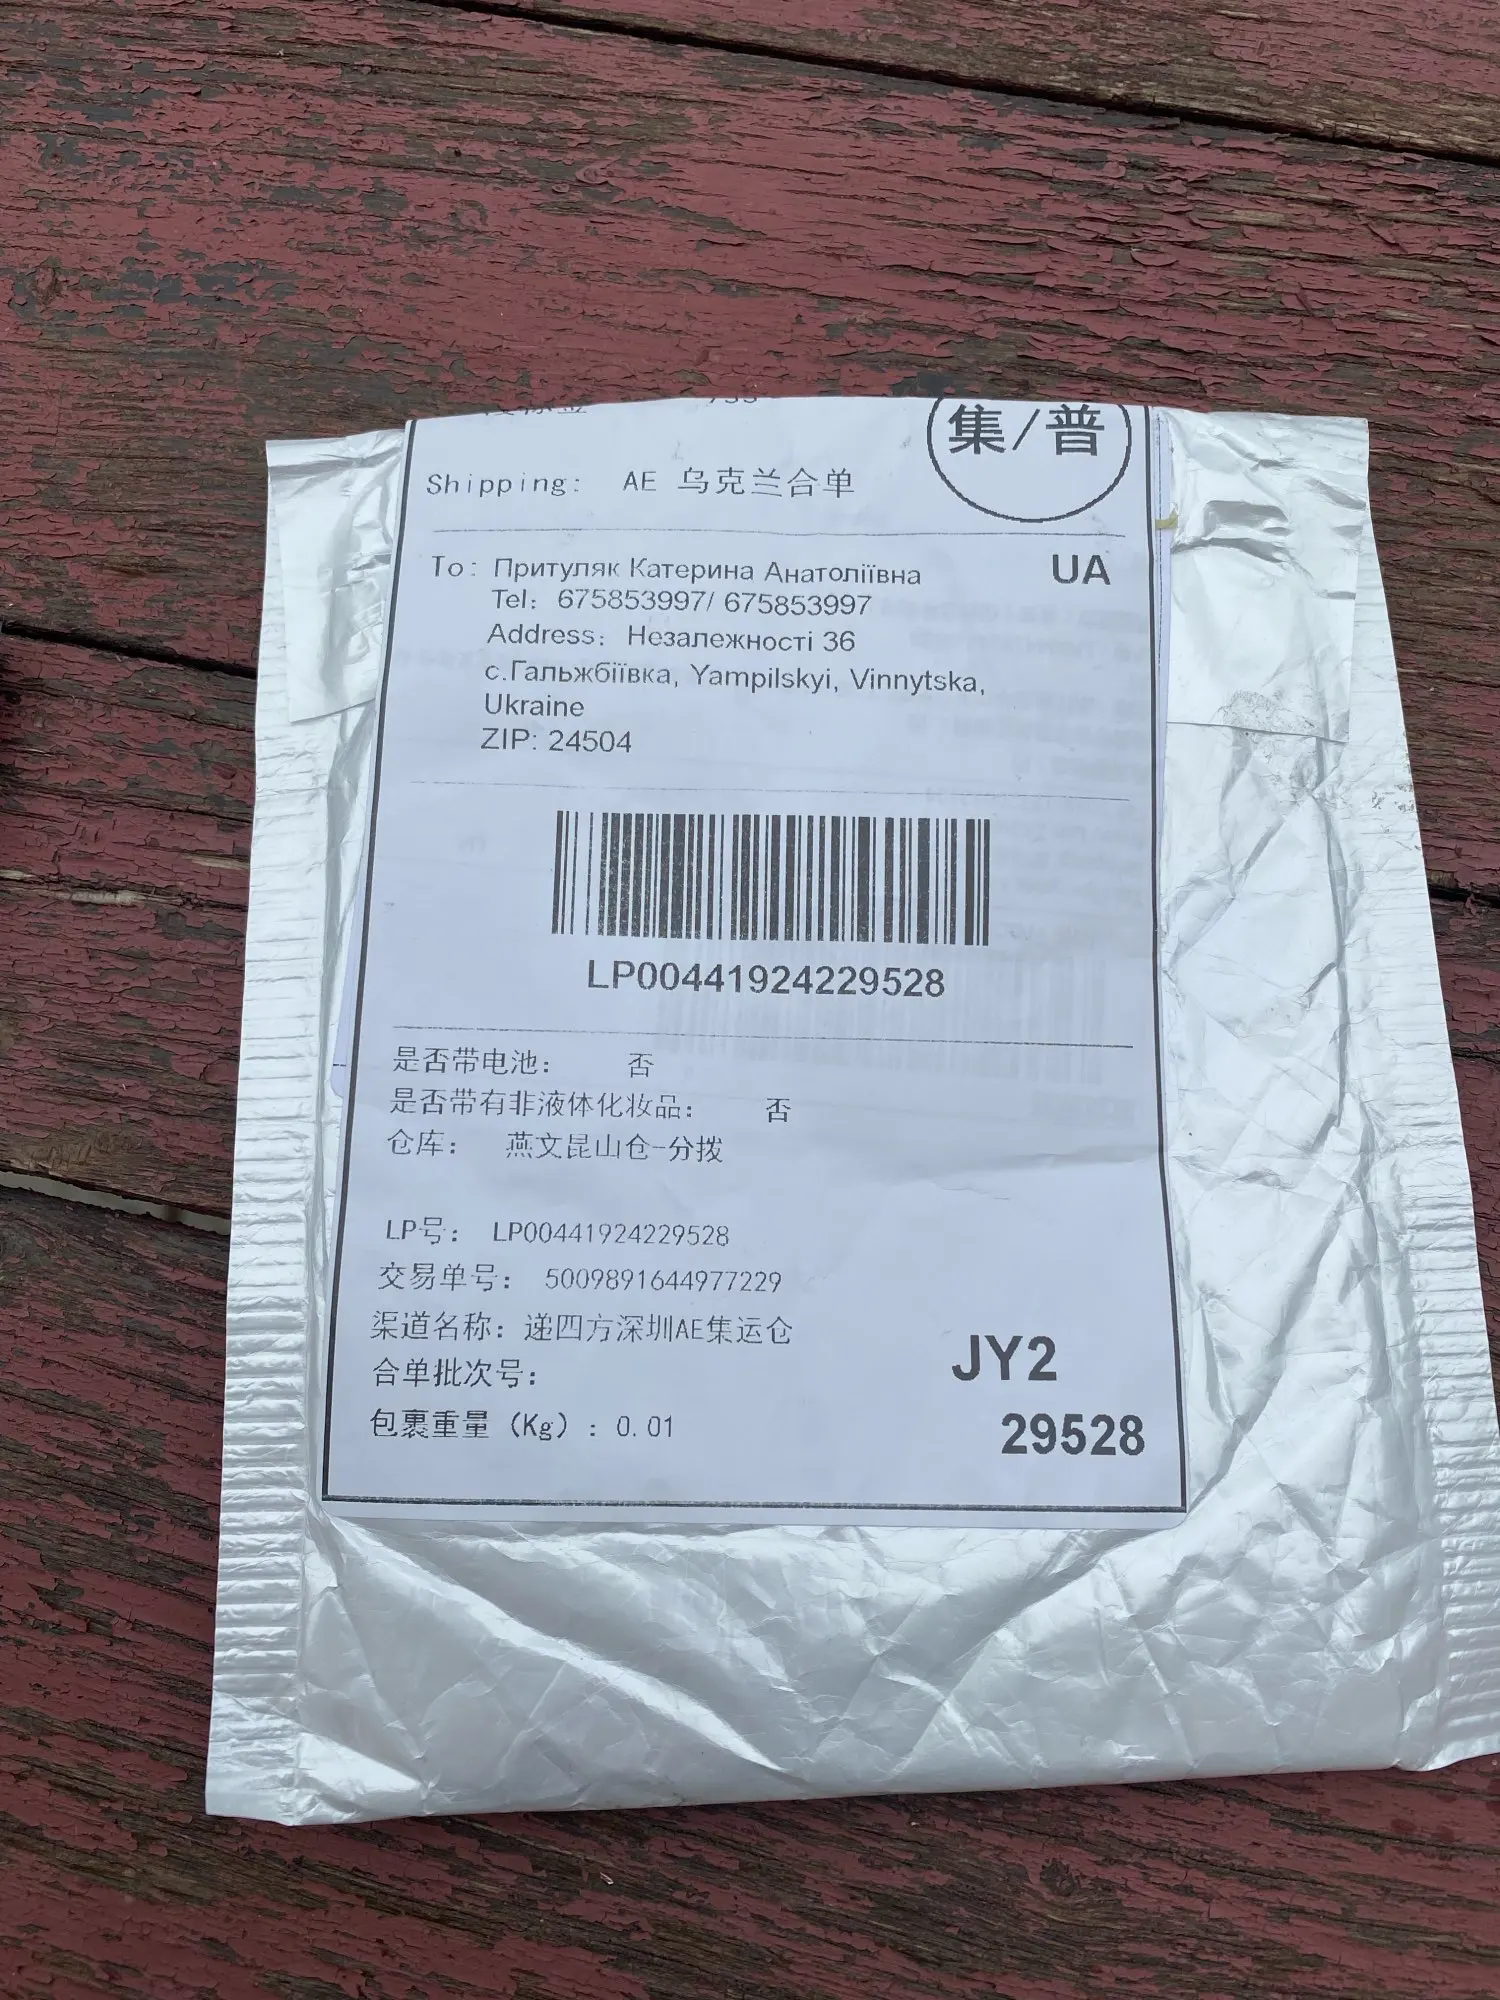 集/普
Shipping: AE 乌克兰合单
To: Притуляк Катерина Анатоліївна UA
Tel: 675853997/ 675853997
Address: Незалежності 36
с.Гальжбіївка, Yampilskyi, Vinnytska,
Ukraine
ZIP: 24504
LP00441924229528
是否带电池: 否
是否带有非液体化妆品: 否
仓库: 燕文昆山仓-分拨
LP号: LP00441924229528
交易单号: 5009891644977229
渠道名称: 递四方深圳AE集运仓
合单批次号:
JY2
包裹重量 (Kg) : 0.01
29528